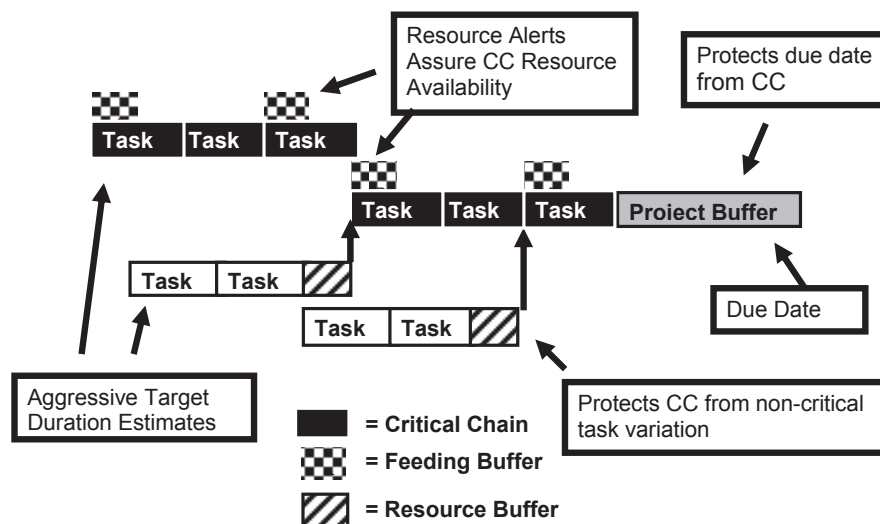 Resource Alerts
Assure CC Resource
Availability
Protects due date
from CC
Task Task Task
Task Task Task Proiect Buffer
Task Task
Task Task
Due Date
Aggressive Target
Duration Estimates
Protects CC from non-critical
task variation
= Critical Chain
= Feeding Buffer
= Resource Buffer